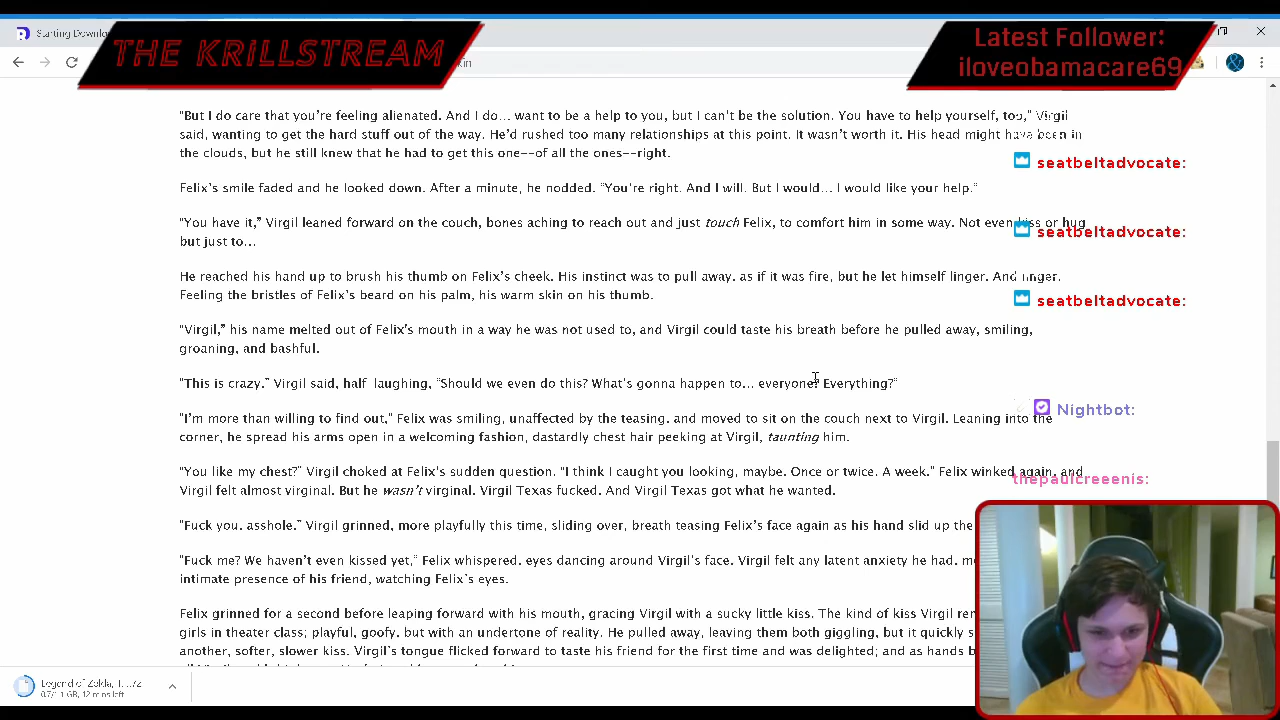 Starting Downlo
THE KRILLSTREAM
Latest Follower:
iloveobamacare69
kin
"But I do care that you're feeling alienated. And I do... want to be a help to you, but I can't be the solution. You have to help yourself, too," Virgil
said, wanting to get the hard stuff out of the way. He'd rushed too many relationships at this point. It wasn't worth it. His head might have been in
the clouds, but he still knew that he had to get this one--of all the ones--right.
Felix's smile faded and he looked down. After a minute, he nodded. "You're right. And I will. But I would... I would like your help."
"You have it," Virgil leaned forward on the couch, bones aching to reach out and just touch Felix, to comfort him in some way. Not even kiss or hug
but just to...
He reached his hand up to brush his thumb on Felix's cheek. His instinct was to pull away, as if it was fire, but he let himself linger. And linger.
Feeling the bristles of Felix's beard on his palm, his warm skin on his thumb.
"Virgil," his name melted out of Felix's mouth in a way he was not used to, and Virgil could taste his breath before he pulled away, smiling,
groaning, and bashful.
"This is crazy." Virgil said, half laughing, "Should we even do this? What's gonna happen to... everyone? Everything?"
"I'm more than willing to find out," Felix was smiling, unaffected by the teasing, and moved to sit on the couch next to Virgil. Leaning into the
corner, he spread his arms open in a welcoming fashion, dastardly chest hair peeking at Virgil, taunting him.
"You like my chest?" Virgil choked at Felix's sudden question. "I think I caught you looking, maybe. Once or twice. A week." Felix winked again, and
Virgil felt almost virginal. But he wasn't virginal. Virgil Texas fucked. And Virgil Texas got what he wanted.
"Fuck you, asshole." Virgil grinned, more playfully this time, sliding over, breath teasing Felix's face again as his hand slid up the
"Fuck me? We haven't even kissed yet." Felix whispered, eyes
around Virgil's face. Virgil felt any latent anxiety he had,
intimate presence of his friend, watching Felix's eyes.
Felix grinned for a second before leaping forward with his mouth, gracing Virgil with a
little kiss. The kind of kiss Virgil
girls in theater
playful, goofy, but with an undertone of
He pulled away, leaving them both giggling, but quickly
another, softer, slower kiss. Virgil's tongue flicked forward to taste his friend for the first time and was delighted; and as hands
seatbeltadvocate:
seatbeltadvocate:
seatbeltadvocate:
Nightbot:
thepaulcreeenis:
Legend of Zelda,
1 GB, 12 mins left